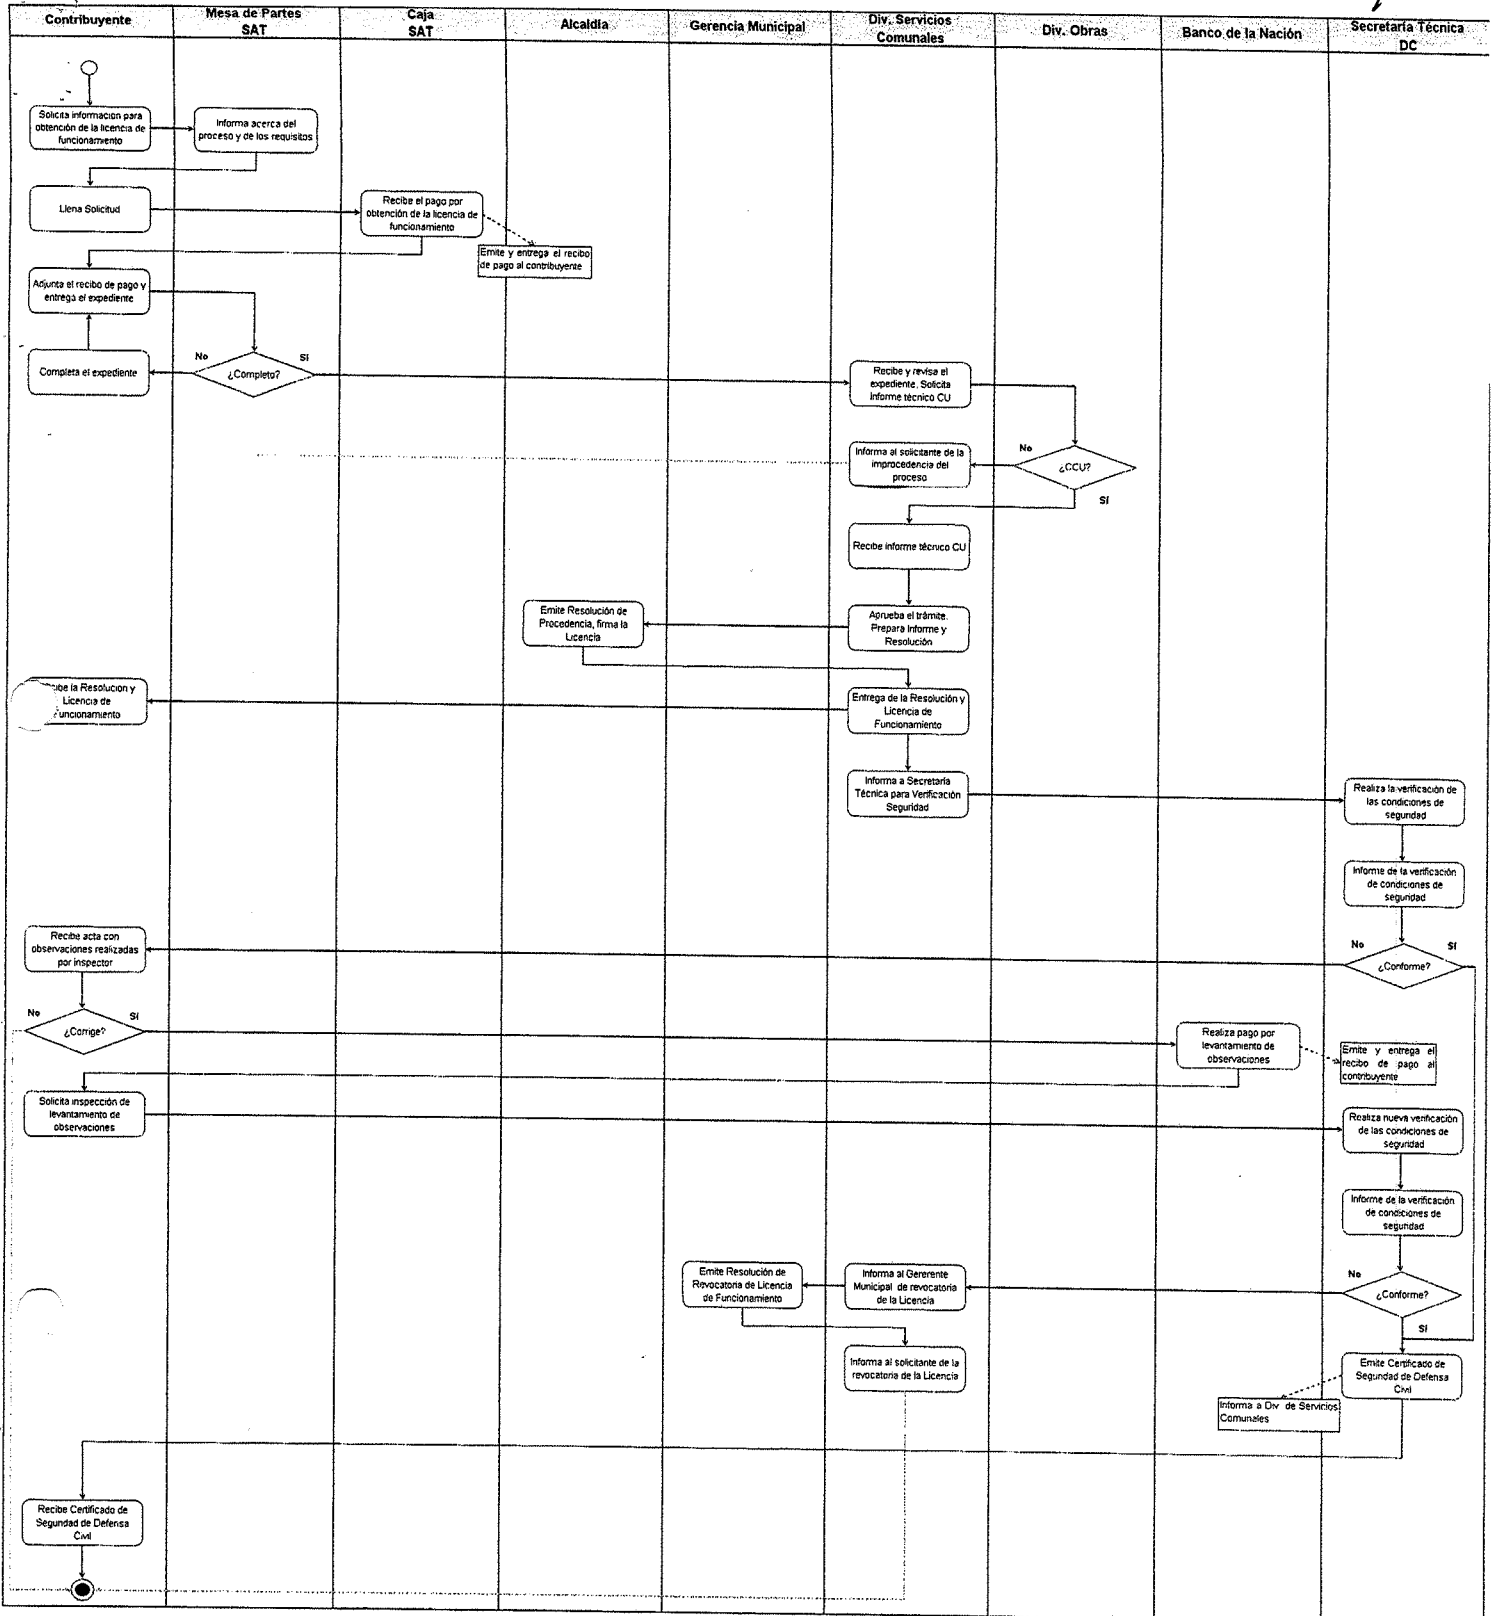 Contribuyente
Mesa de Partes
SAT
Caja
SAT
Alcaldía
Gerencia Municipal
Div. Servicios
Comunales
Div. Obras
Banco de la Nación
Secretaría Técnica
DC
Solicita información para
obtención de la licencia de
funcionamiento
Informa acerca del
proceso y de los requisitos
Llena Solicitud
Recibe el pago por
obtención de la licencia de
funcionamiento
Emite y entrega el recibo
de pago al contribuyente
Adjunta el recibo de pago y
entrega el expediente
Completa el expediente
No
¿Completo?
Sí
Recibe y revisa el
expediente. Solicita
Informe técnico CU
Informa al solicitante de la
improcedencia del
proceso
No
¿CCU?
Sí
Recibe informe técnico CU
Emite Resolución de
Procedencia, firma la
Licencia
Aprueba el trámite.
Prepara Informe y
Resolución
la Resolución y
Licencia de
Entrega de la Resolución y
Licencia de
Funcionamiento
Informa a Secretaría
Técnica para Verificación
Seguridad
Realiza la verificación de
las condiciones de
seguridad
Informe de la verificación
de condiciones de
seguridad
Recibe acta con
observaciones realizadas
por inspector
No
¿Conforme?
Sí
No
¿Corrige?
Sí
Realiza pago por
levantamiento de
observaciones
Emite y entrega el
recibo de pago al
contribuyente
Solicita inspección de
levantamiento de
observaciones
Realiza nueva verificación
de las condiciones de
seguridad
Informe de la verificación
de condiciones de
seguridad
Emite Resolución de
Revocatoria de Licencia
de Funcionamiento
Informa al Gererente
Municipal de revocatoria
de la Licencia
No
¿Conforme?
Sí
Informa al solicitante de la
revocatoria de la Licencia
Emite Certificado de
Seguridad de Defensa
Civil
Informa a Div de Servicios
Comunales
Recibe Certificado de
Seguridad de Defensa
Civil